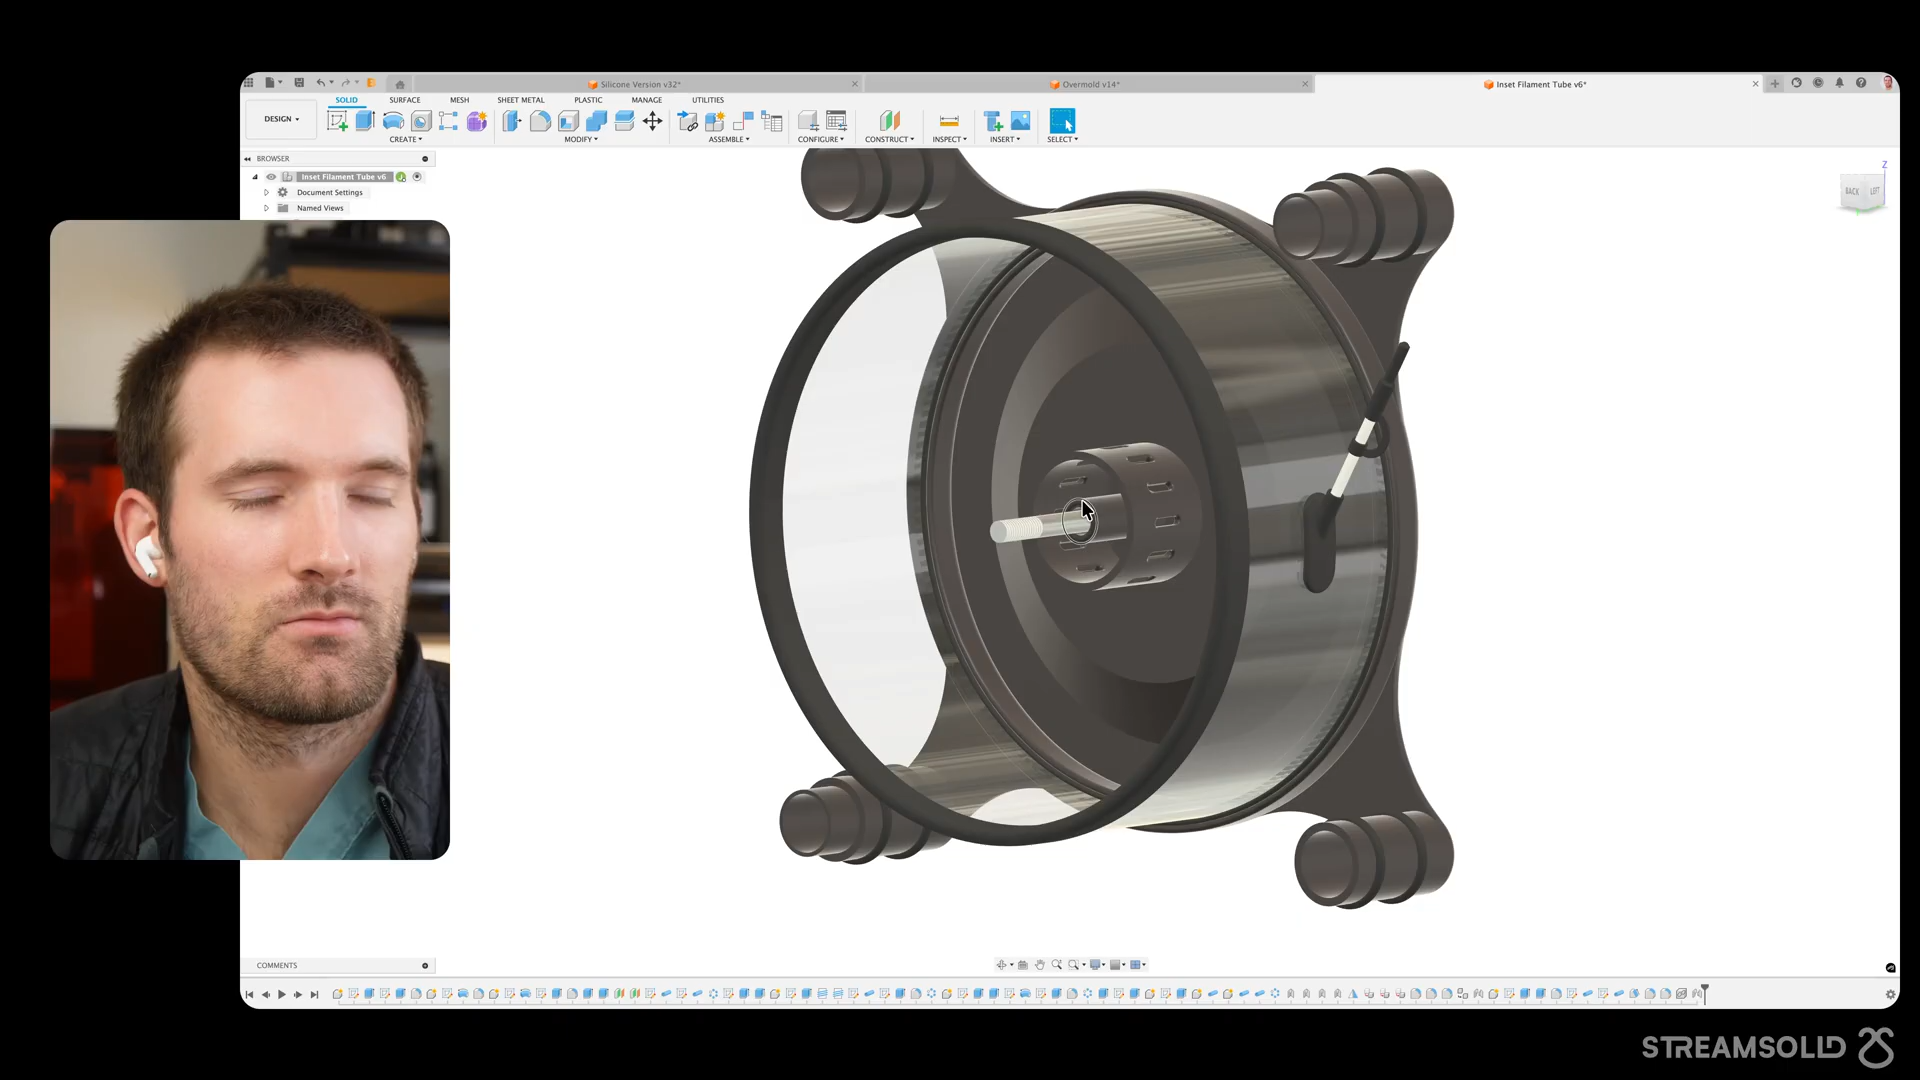 Silicone Version v32*
Overmold v14*
Inset Filament Tube v6*
SOLID
SURFACE
MESH
SHEET METAL
PLASTIC
MANAGE
UTILITIES
DESIGN
CREATE
MODIFY
ASSEMBLE
CONFIGURE
CONSTRUCT
INSPECT
INSERT
SELECT
BROWSER
Inset Filament Tube v6
Document Settings
Named Views
Z
BACK
LEFT
COMMENTS
STREAMSOLID